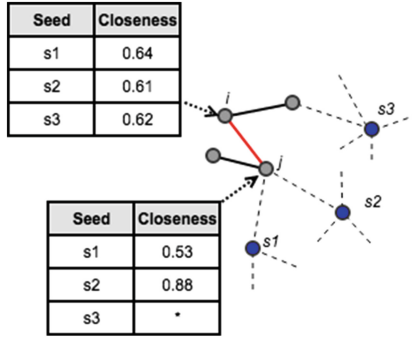 Seed Closeness
s1 0.64
s2 0.61
s3 0.62
i
s3
j
s2
s1
Seed Closeness
s1 0.53
s2 0.88
s3 *